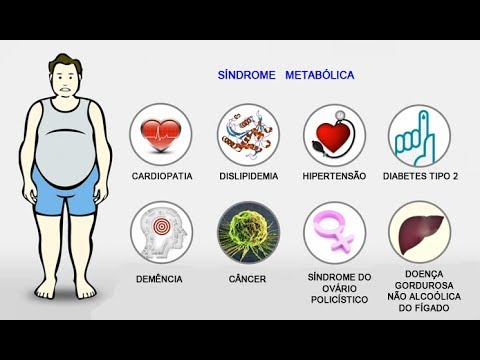 SÍNDROME METABÓLICA
CARDIOPATIA
DISLIPIDEMIA
HIPERTENSÃO
DIABETES TIPO 2
DEMÊNCIA
CÂNCER
SÍNDROME DO
OVÁRIO
POLICÍSTICO
DOENÇA
GORDUROSA
NÃO ALCOÓLICA
DO FÍGADO